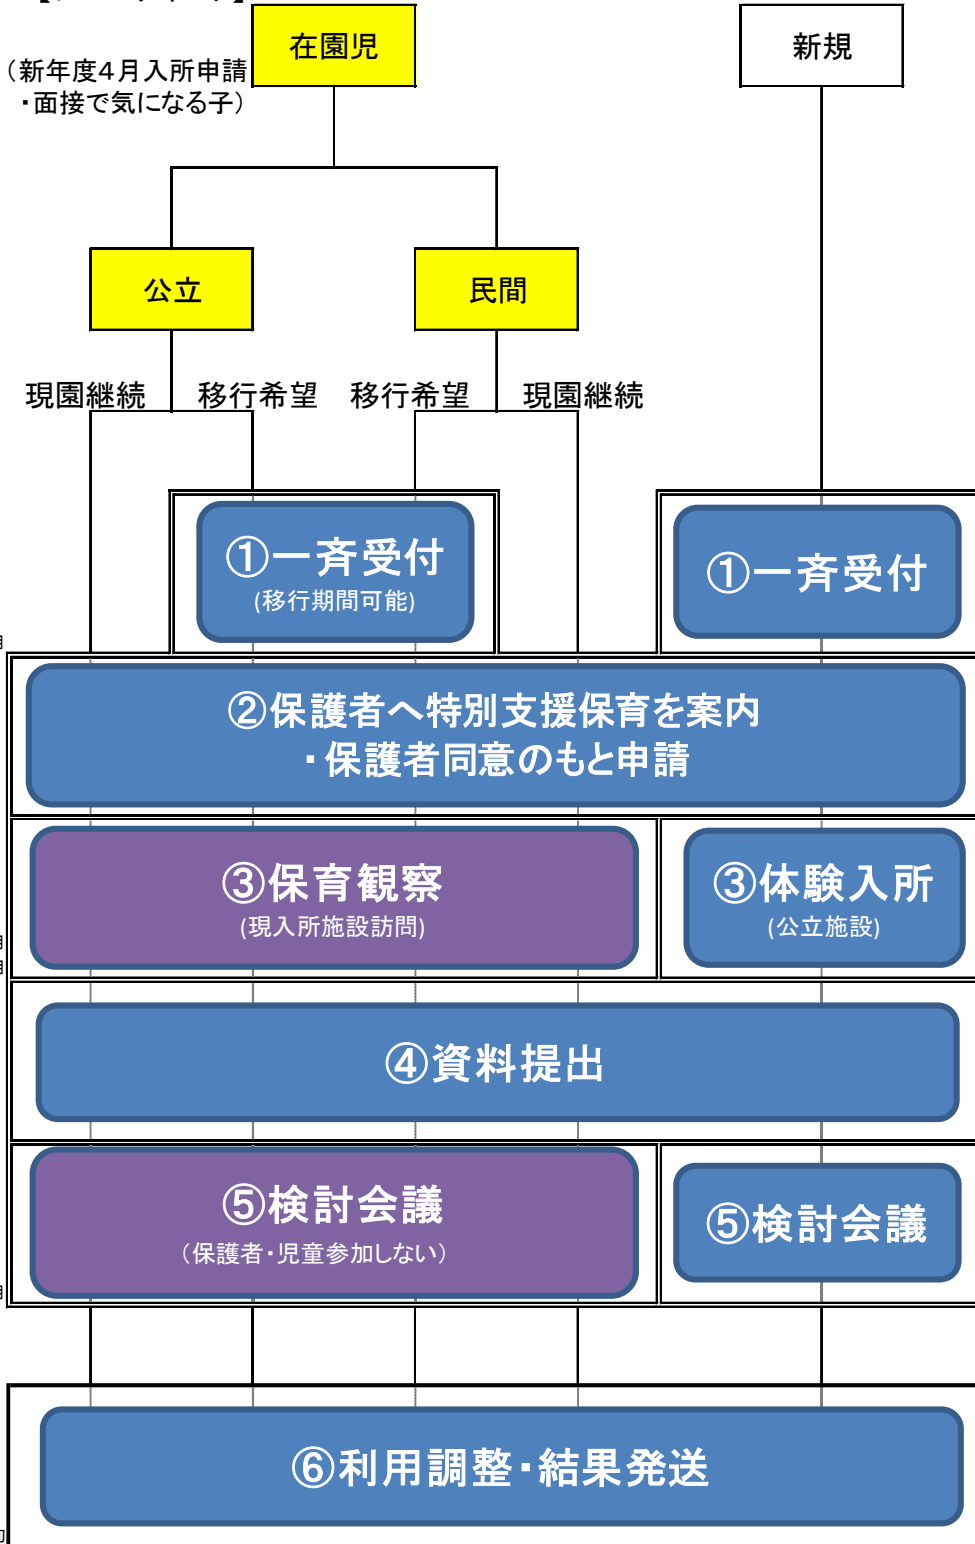 在園児
新規
（新年度4月入所申請
・面接で気になる子）
公立
民間
現園継続
移行希望
移行希望
現園継続
①一斉受付
(移行期間可能)
①一斉受付
②保護者へ特別支援保育を案内
・保護者同意のもと申請
③保育観察
(現入所施設訪問)
③体験入所
(公立施設)
④資料提出
⑤検討会議
（保護者・児童参加しない）
⑤検討会議
⑥利用調整・結果発送